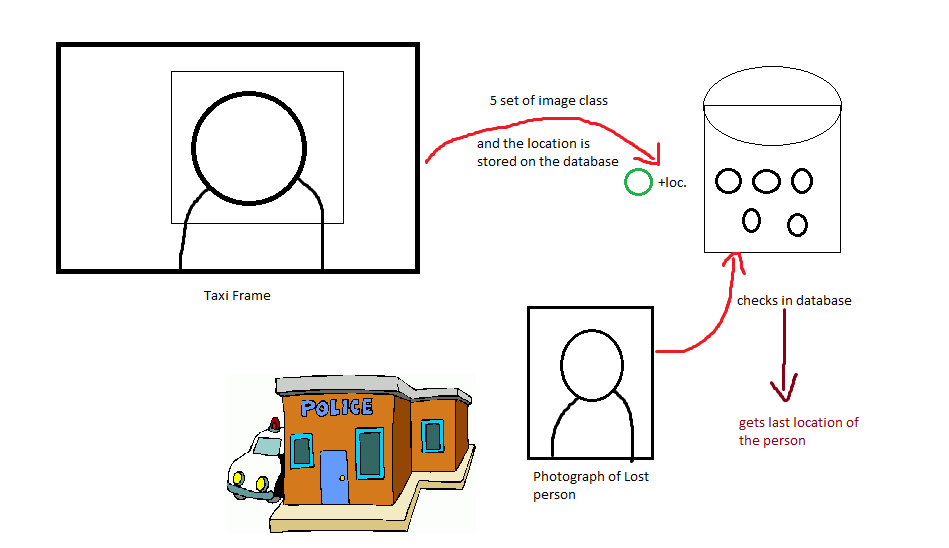 5 set of image class
and the location is
stored on the database
+loc.
Taxi Frame
checks in database
POLICE
gets last location of
the person
Photograph of Lost
person